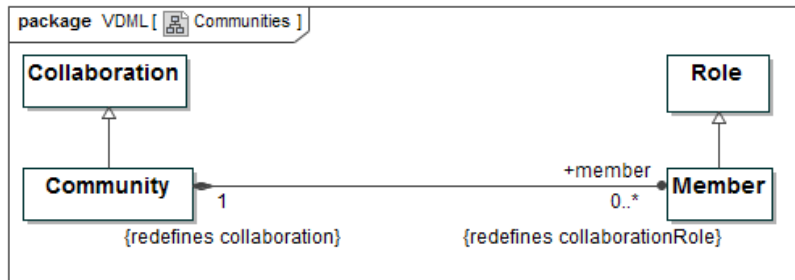 package VDML [ Communities ]
Collaboration
Role
+member
Community
Member
1
0..*
{redefines collaboration}
{redefines collaborationRole}